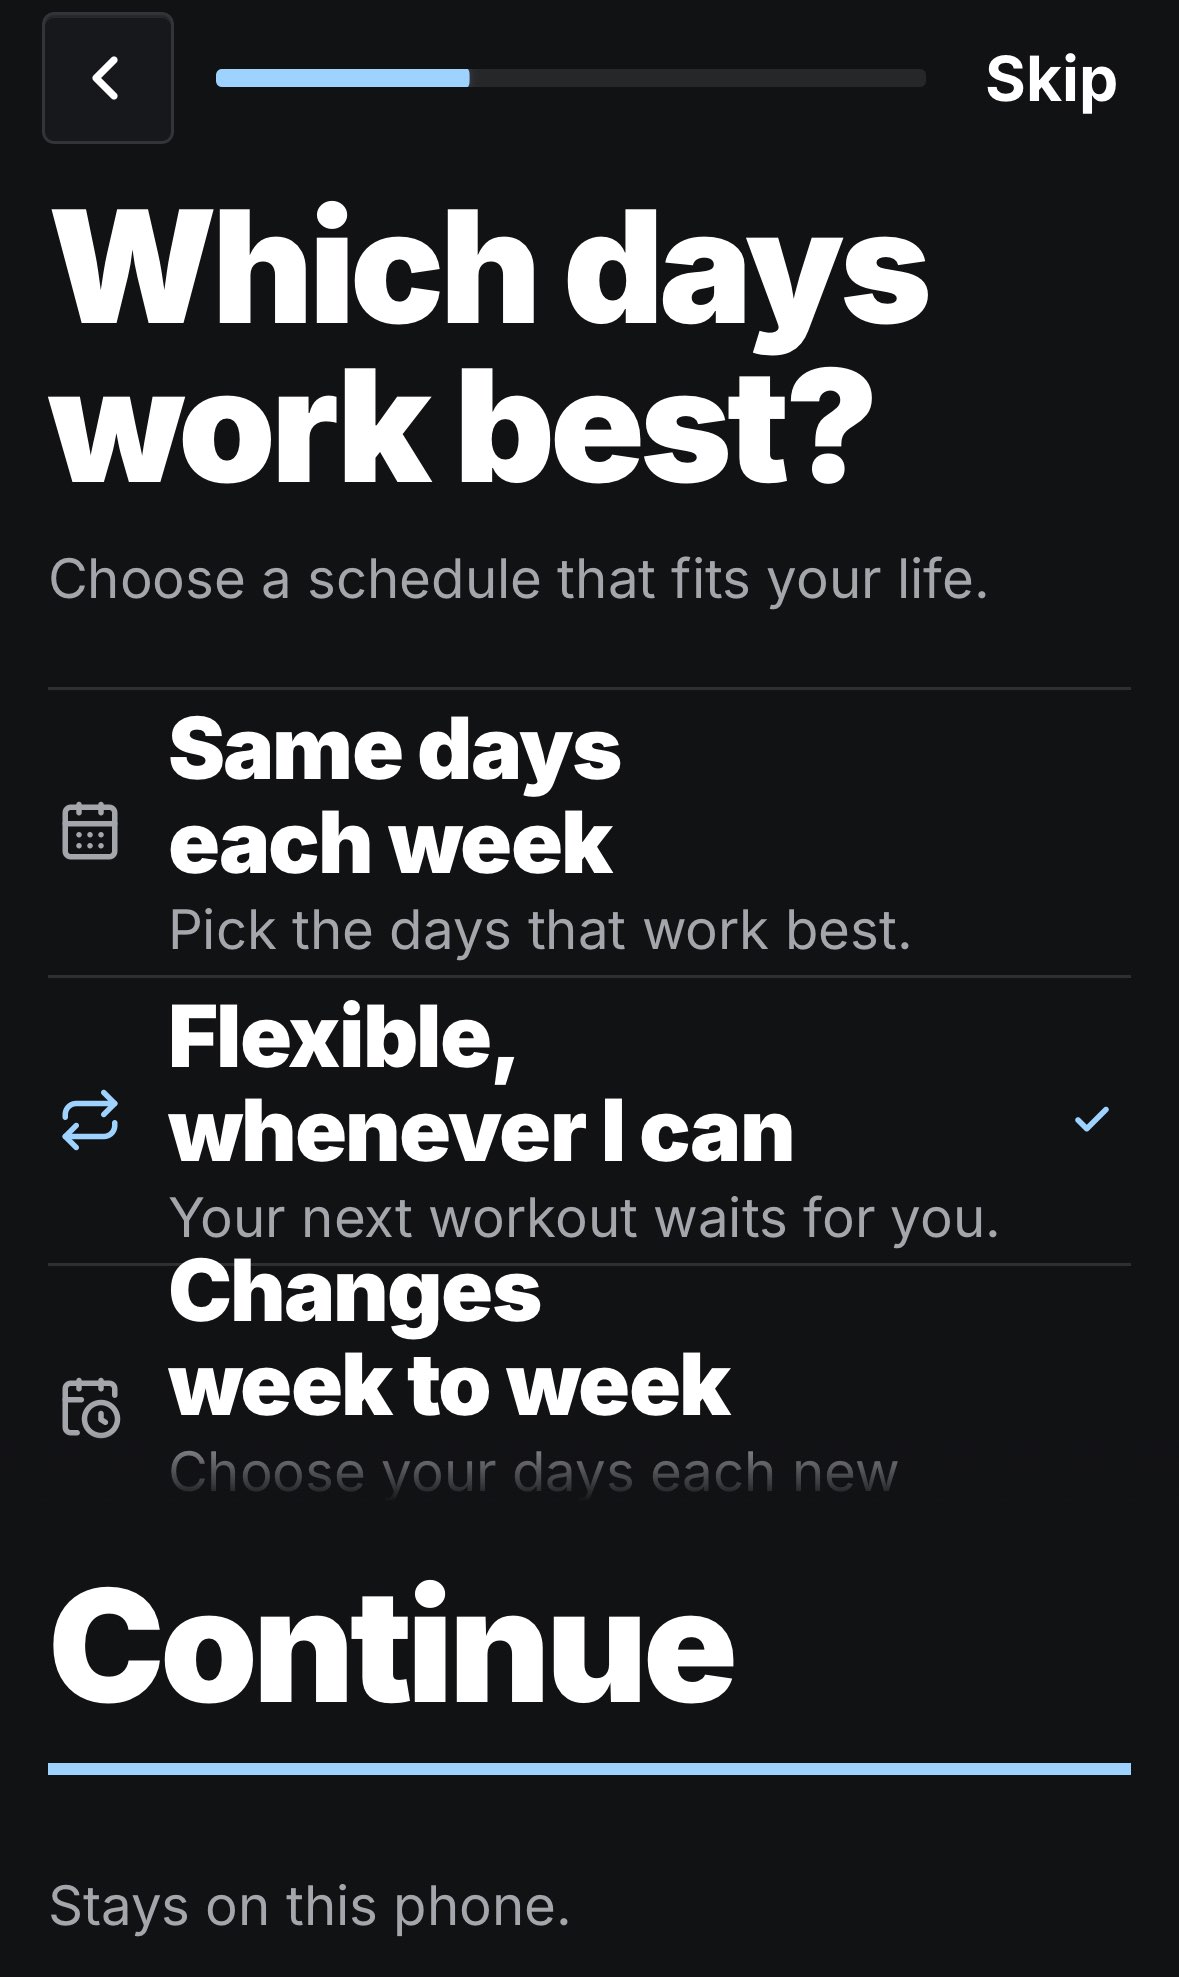 Skip
Which days
work best?
Choose a schedule that fits your life.
Same days
each week
Pick the days that work best.
Flexible,
whenever I can
Your next workout waits for you.
Changes
week to week
Choose your days each new
Continue
Stays on this phone.